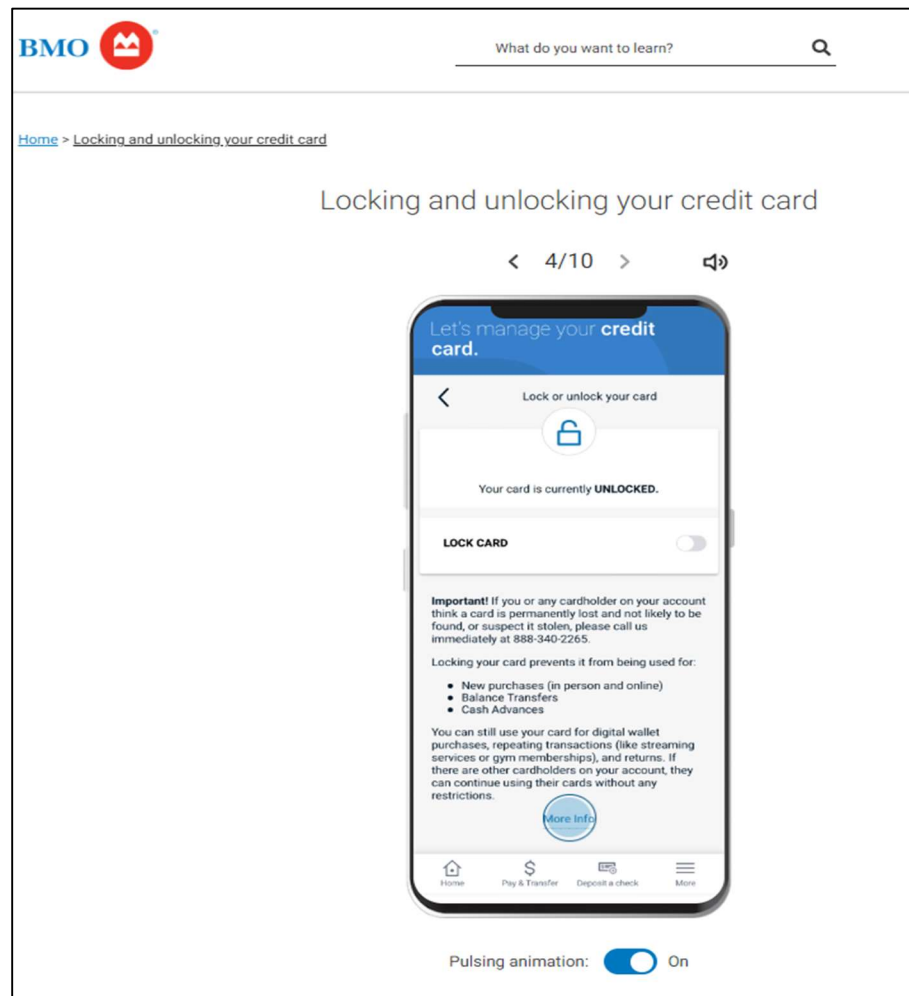 BMO
What do you want to learn?
Home > Locking and unlocking your credit card
Locking and unlocking your credit card
< 4/10 >
Let's manage your credit
card.
Lock or unlock your card
Your card is currently UNLOCKED.
LOCK CARD
Important! If you or any cardholder on your account
think a card is permanently lost and not likely to be
found, or suspect it stolen, please call us
immediately at 888-340-2265.
Locking your card prevents it from being used for:
• New purchases (in person and online)
• Balance Transfers
• Cash Advances
You can still use your card for digital wallet
purchases, repeating transactions (like streaming
services or gym memberships), and returns. If
there are other cardholders on your account, they
can continue using their cards without any
restrictions.
More Info
Home Pay & Transfer Deposit a check More
Pulsing animation: On